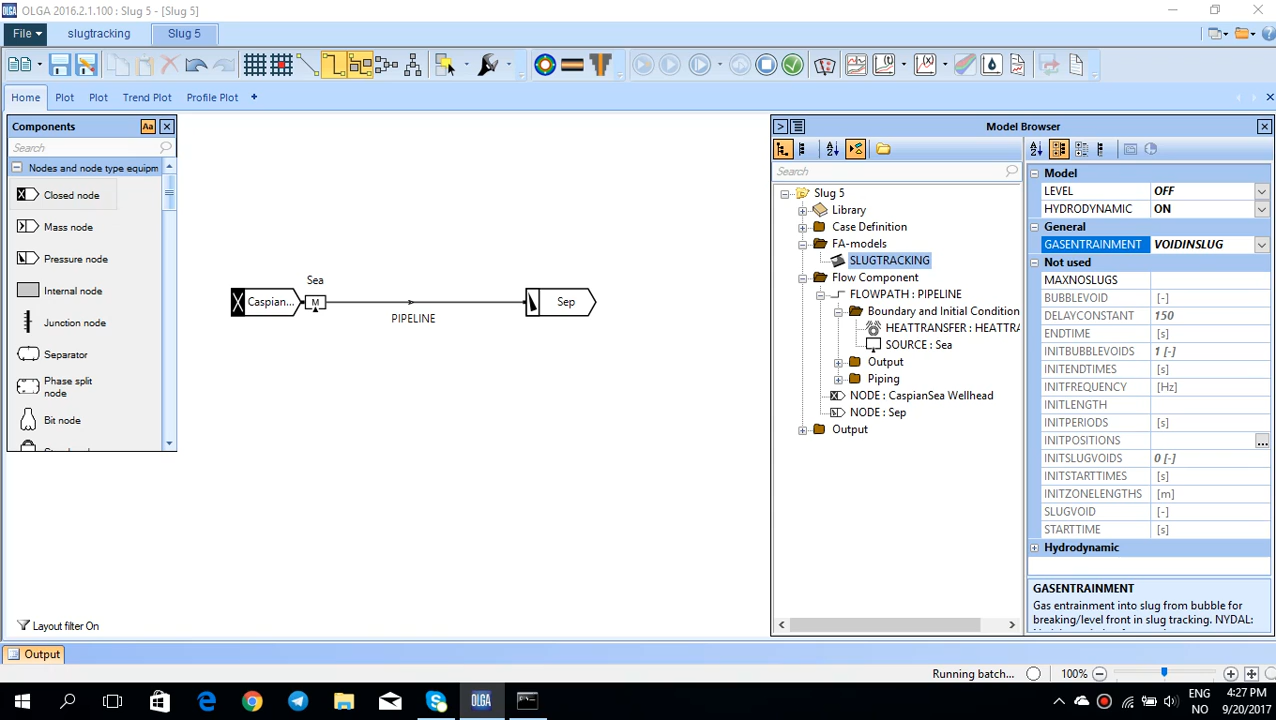 OLGA 2016.2.1.100 : Slug 5 - [Slug 5]
File
slugtracking
Slug 5
Home
Plot
Plot
Trend Plot
Profile Plot
+
Components
Aa
Search
Nodes and node type equipm
Closed node
Mass node
Pressure node
Internal node
Junction node
Separator
Phase split
node
Bit node
Sea
Caspian...
M
PIPELINE
Sep
Layout filter On
Model Browser
Search
Slug 5
Library
Case Definition
FA-models
SLUGTRACKING
Flow Component
FLOWPATH : PIPELINE
Boundary and Initial Condition
HEATTRANSFER : HEATTRA
SOURCE : Sea
Output
Piping
NODE : CaspianSea Wellhead
NODE : Sep
Output
Model
LEVEL OFF
HYDRODYNAMIC ON
General
GASENTRAINMENT VOIDINSLUG
Not used
MAXNOSLUGS
BUBBLEVOID [-]
DELAYCONSTANT 150
ENDTIME [s]
INITBUBBLEVOIDS 1 [-]
INITENDTIMES [s]
INITFREQUENCY [Hz]
INITLENGTH
INITPERIODS [s]
INITPOSITIONS ...
INITSLUGVOIDS 0 [-]
INITSTARTTIMES [s]
INITZONELENGTHS [m]
SLUGVOID [-]
STARTTIME [s]
Hydrodynamic
GASENTRAINMENT
Gas entrainment into slug from bubble for
breaking/level front in slug tracking. NYDAL:
Output
Running batch...
100%
OLGA
ENG
NO
5:27 PM
9/20/2017